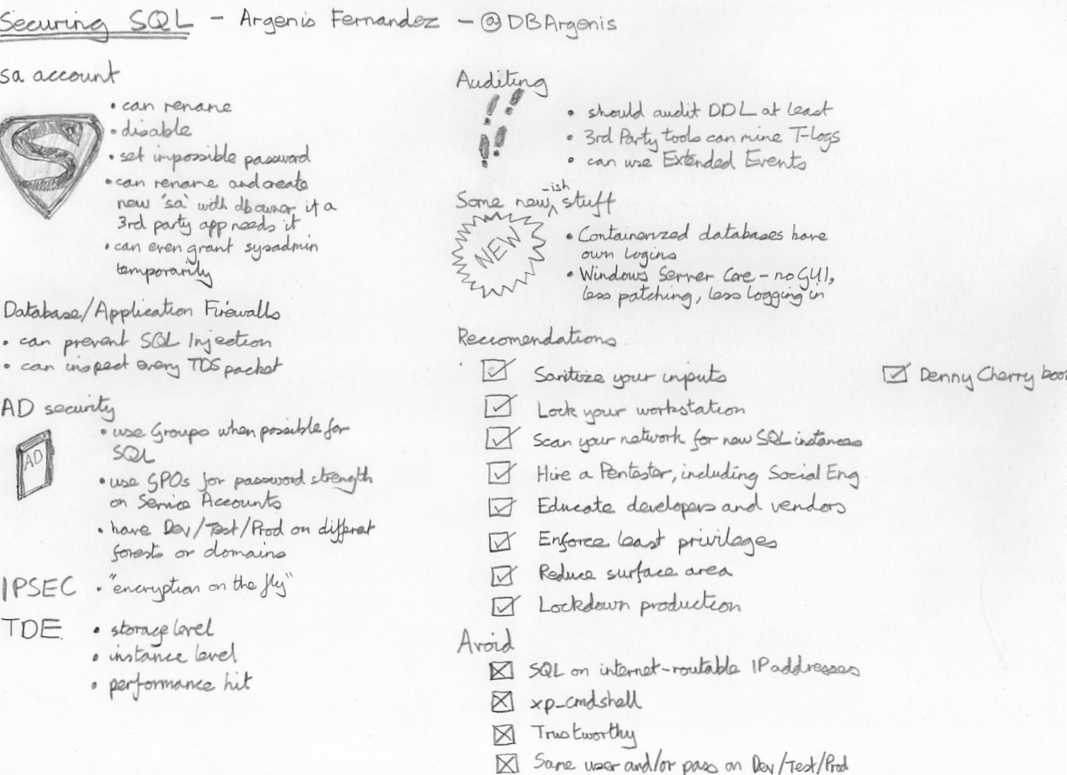 Securing SQL - Argenis Fernandez - @DBArgenis
sa account
S
• can rename
• disable
• set impossible password
• can rename and create
new 'sa' with dbowner if a
3rd party app needs it
• can even grant sysadmin
temporarily
Database/Application Firewalls
• can prevent SQL Injection
• can inspect every TDS packet
AD security
AD
• use Groups when possible for
SQL
• use GPOs for password strength
on Service Accounts
• have Dev/Test/Prod on different
forests or domains
IPSEC • "encryption on the fly"
TDE • storage level
• instance level
• performance hit
Auditing
• should audit DDL at least
• 3rd Party tools can mine T-logs
• can use Extended Events
Some new-ish stuff
NEW
• Containerized databases have
own logins
• Windows Server Core - no GUI,
less patching, less logging in
Reccomendations
Sanitize your inputs
Lock your workstation
Scan your network for new SQL instances
Hire a Pentester, including Social Eng.
Educate developers and vendors
Enforce least privileges
Reduce surface area
Lockdown production
Denny Cherry boo
Avoid
SQL on internet-routable IP addresses
xp_cmdshell
Trustworthy
Same user and/or pass on Dev/Test/Prod